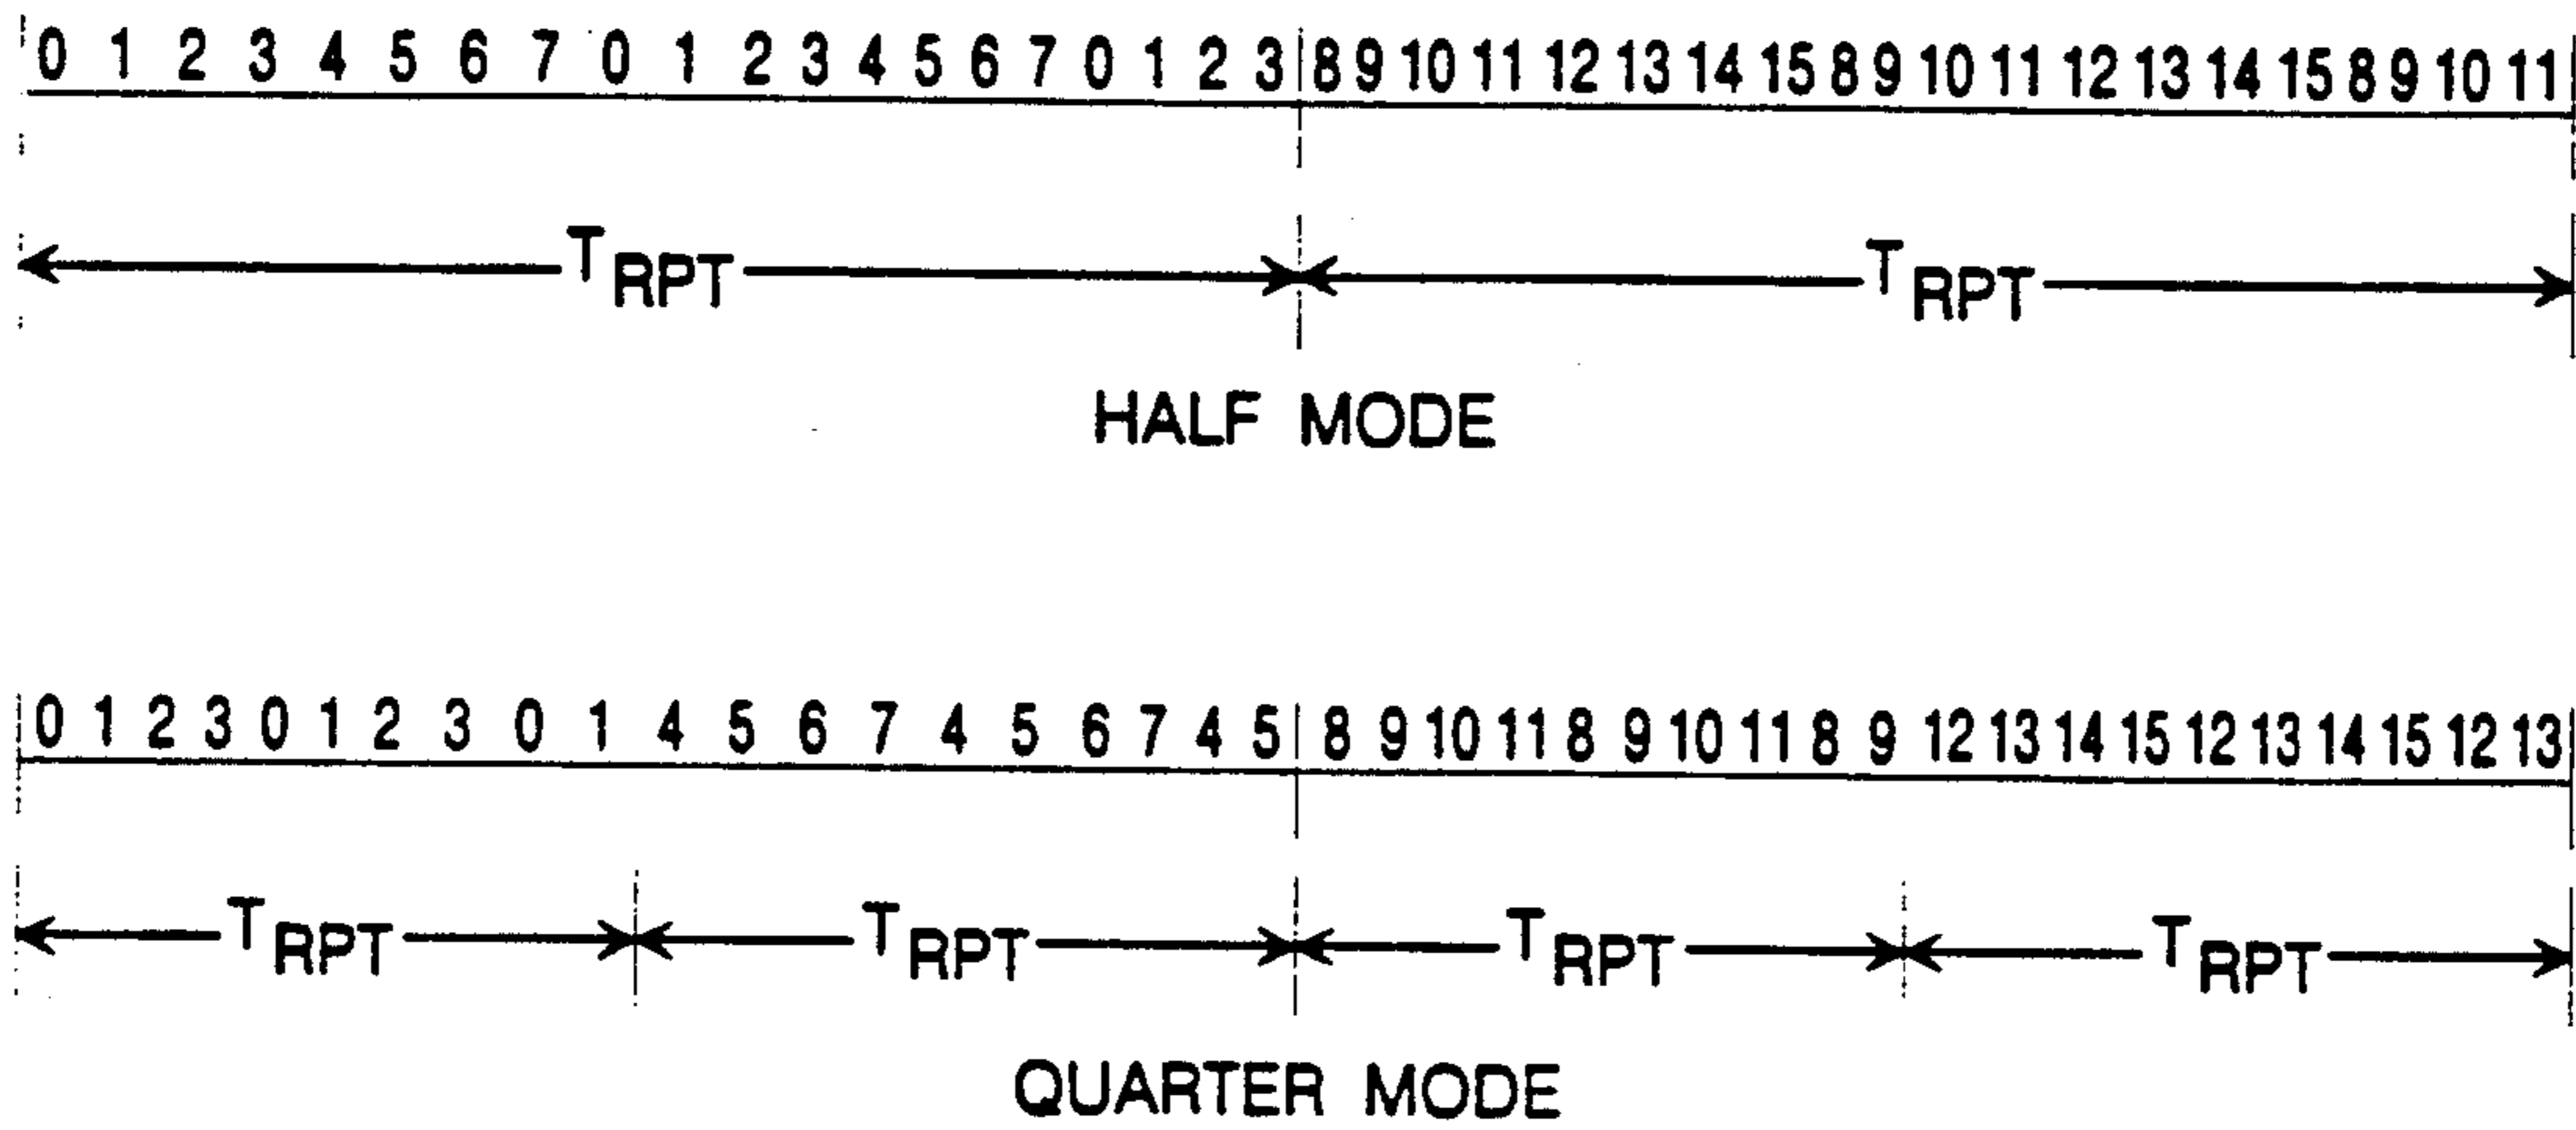 0 1 2 3 4 5 6 7 0 1 2 3 4 5 6 7 0 1 2 3 8 9 10 11 12 13 14 15 8 9 10 11 12 13 14 15 8 9 10 11
TRPT TRPT
HALF MODE
0 1 2 3 0 1 2 3 0 1 4 5 6 7 4 5 6 7 4 5 8 9 10 11 8 9 10 11 8 9 12 13 14 15 12 13 14 15 12 13
TRPT TRPT TRPT TRPT
QUARTER MODE